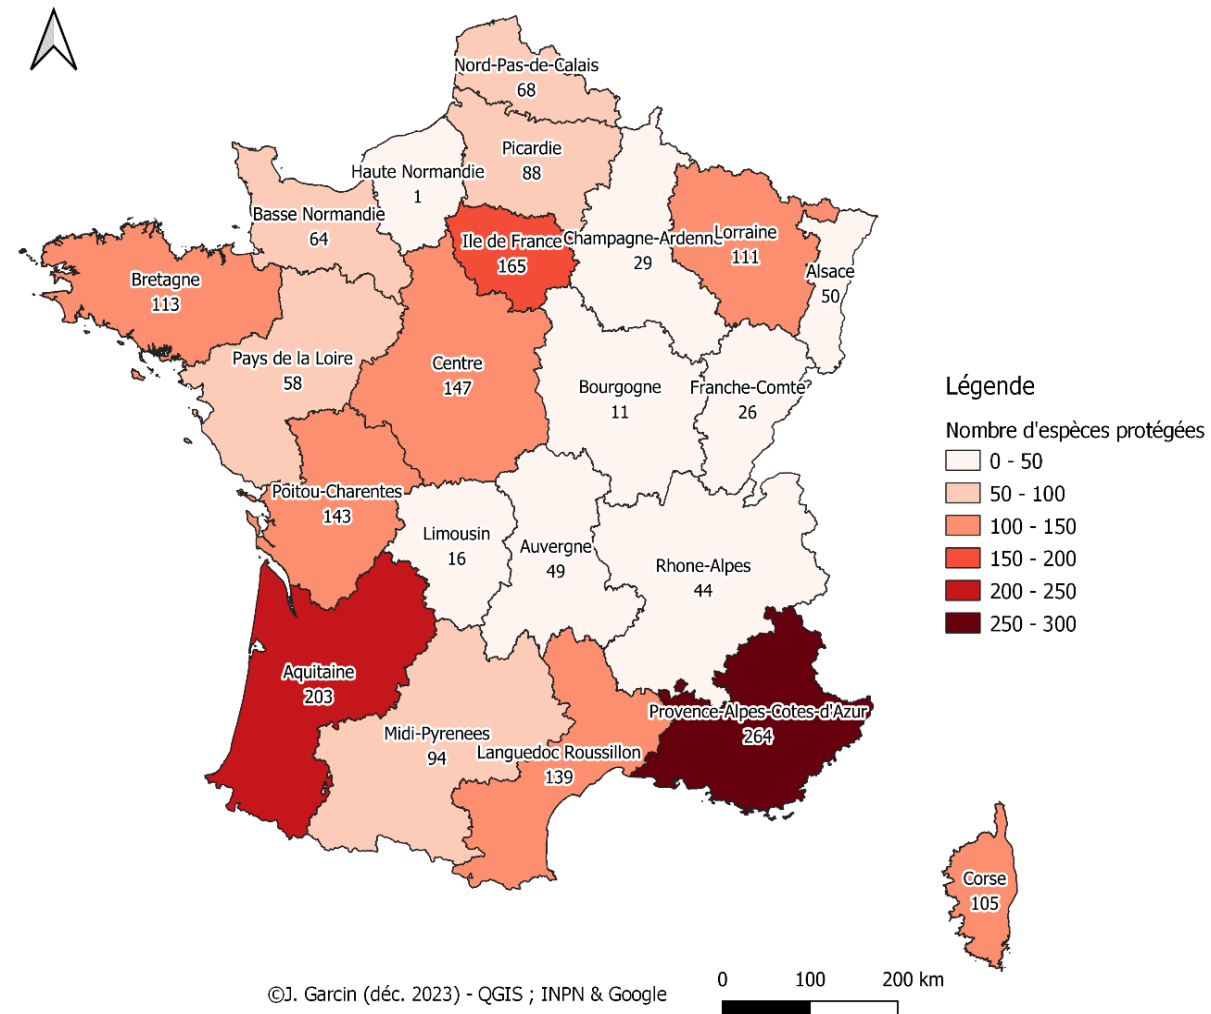 Nord-Pas-de-Calais
68
Picardie
88
Haute Normandie
1
Basse Normandie
64
Ile de France
165
Champagne-Ardenne
29
Lorraine
111
Alsace
50
Bretagne
113
Pays de la Loire
58
Centre
147
Bourgogne
11
Franche-Comté
26
Poitou-Charentes
143
Limousin
16
Auvergne
49
Rhone-Alpes
44
Aquitaine
203
Midi-Pyrenees
94
Languedoc Roussillon
139
Provence-Alpes-Cotes-d'Azur
264
Corse
105
Légende
Nombre d'espèces protégées
0 - 50
50 - 100
100 - 150
150 - 200
200 - 250
250 - 300
©J. Garcin (déc. 2023) - QGIS ; INPN & Google
0 100 200 km